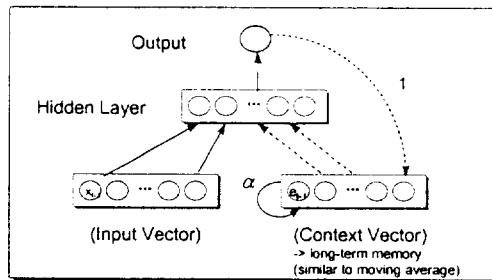 Output
1
Hidden Layer
...
α
... ...
(Input Vector) (Context Vector)
-> long-term memory
(similar to moving average)